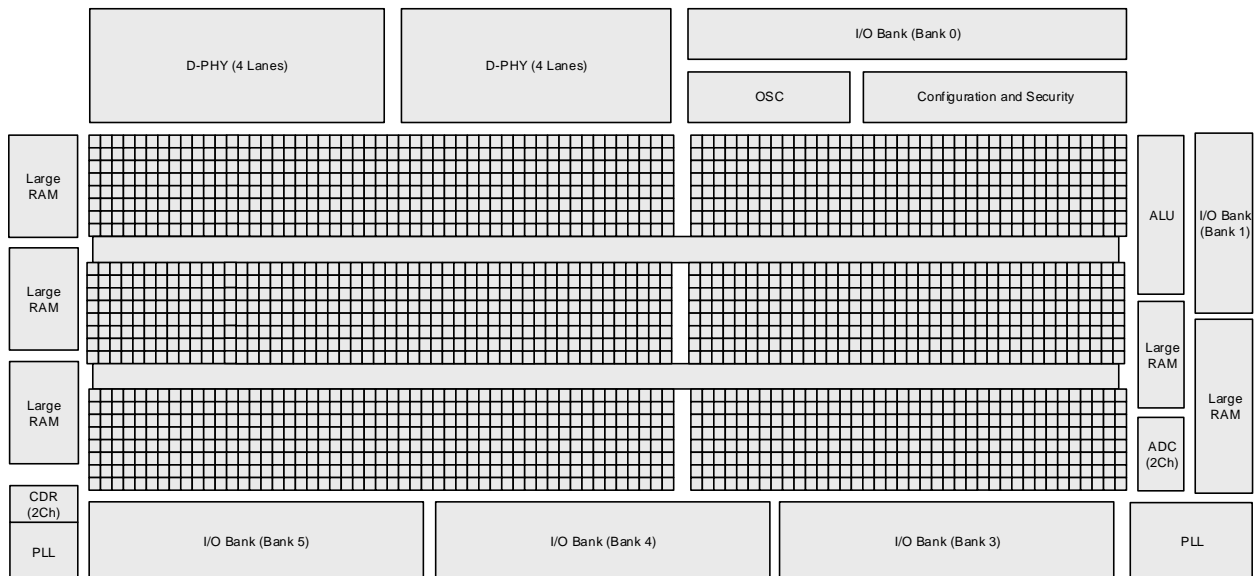 I/O Bank (Bank 0)
D-PHY (4 Lanes)
D-PHY (4 Lanes)
OSC
Configuration and Security
Large
RAM
ALU
I/O Bank
(Bank 1)
Large
RAM
Large
RAM
Large
RAM
Large
RAM
ADC
(2Ch)
CDR
(2Ch)
PLL
I/O Bank (Bank 5)
I/O Bank (Bank 4)
I/O Bank (Bank 3)
PLL